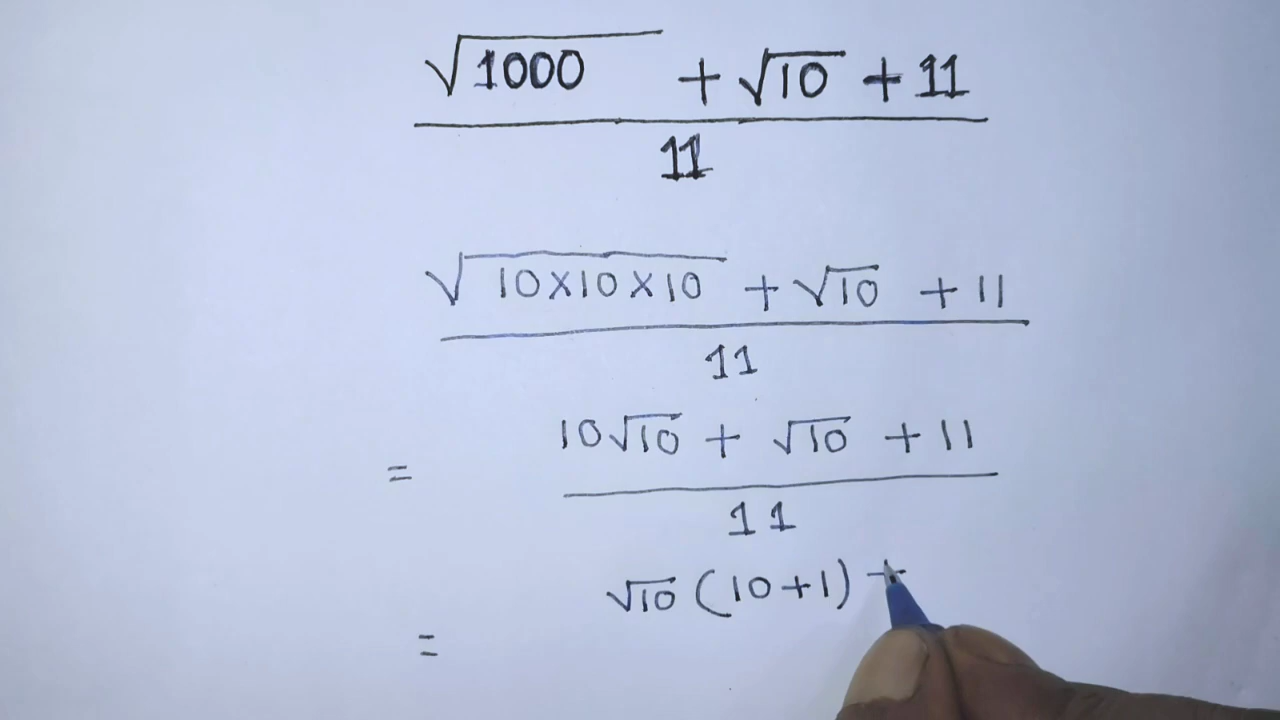 √1000 + √10 + 11
11
√10×10×10 + √10 + 11
11
= 10√10 + √10 + 11
11
= √10 (10+1) +